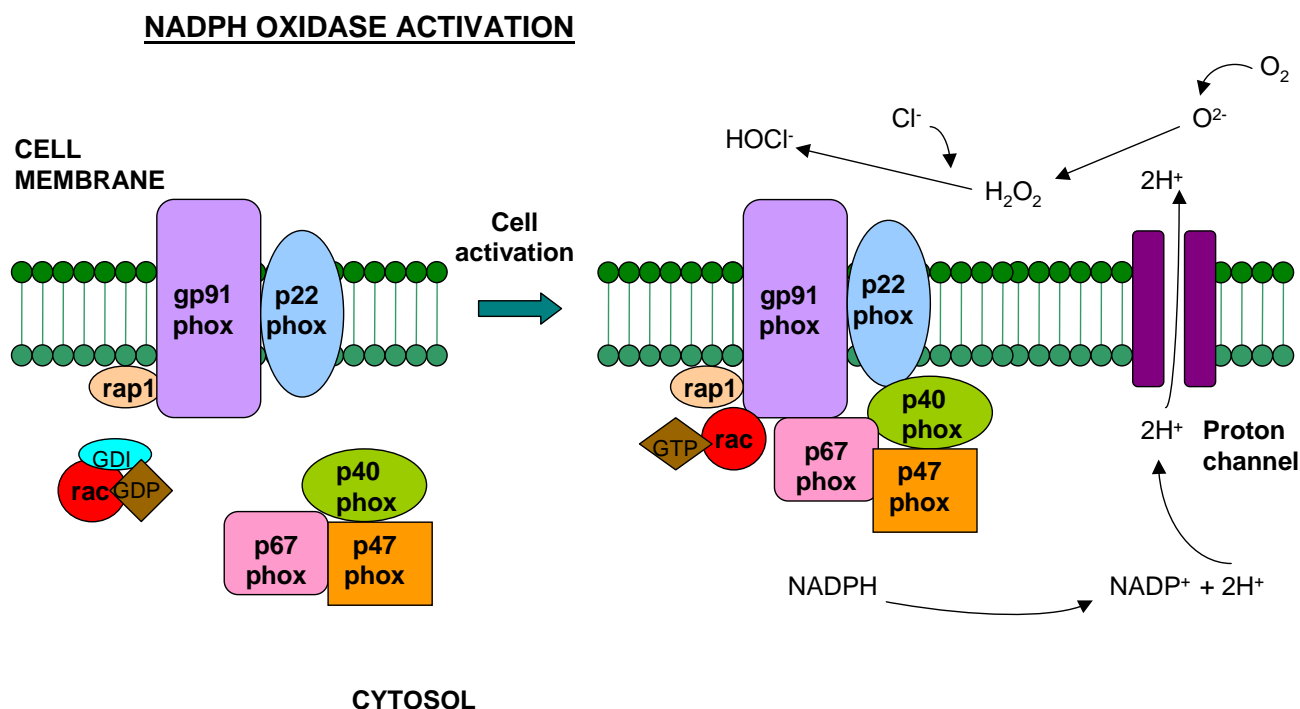 NADPH OXIDASE ACTIVATION
CELL
MEMBRANE
gp91
phox
p22
phox
rap1
GDI
rac
GDP
p40
phox
p67
phox
p47
phox
Cell
activation
O₂
O²⁻
Cl⁻
HOCl⁻
H₂O₂
2H⁺
gp91
phox
p22
phox
rap1
GTP
rac
p40
phox
p67
phox
p47
phox
2H⁺
Proton
channel
NADPH
NADP⁺ + 2H⁺
CYTOSOL